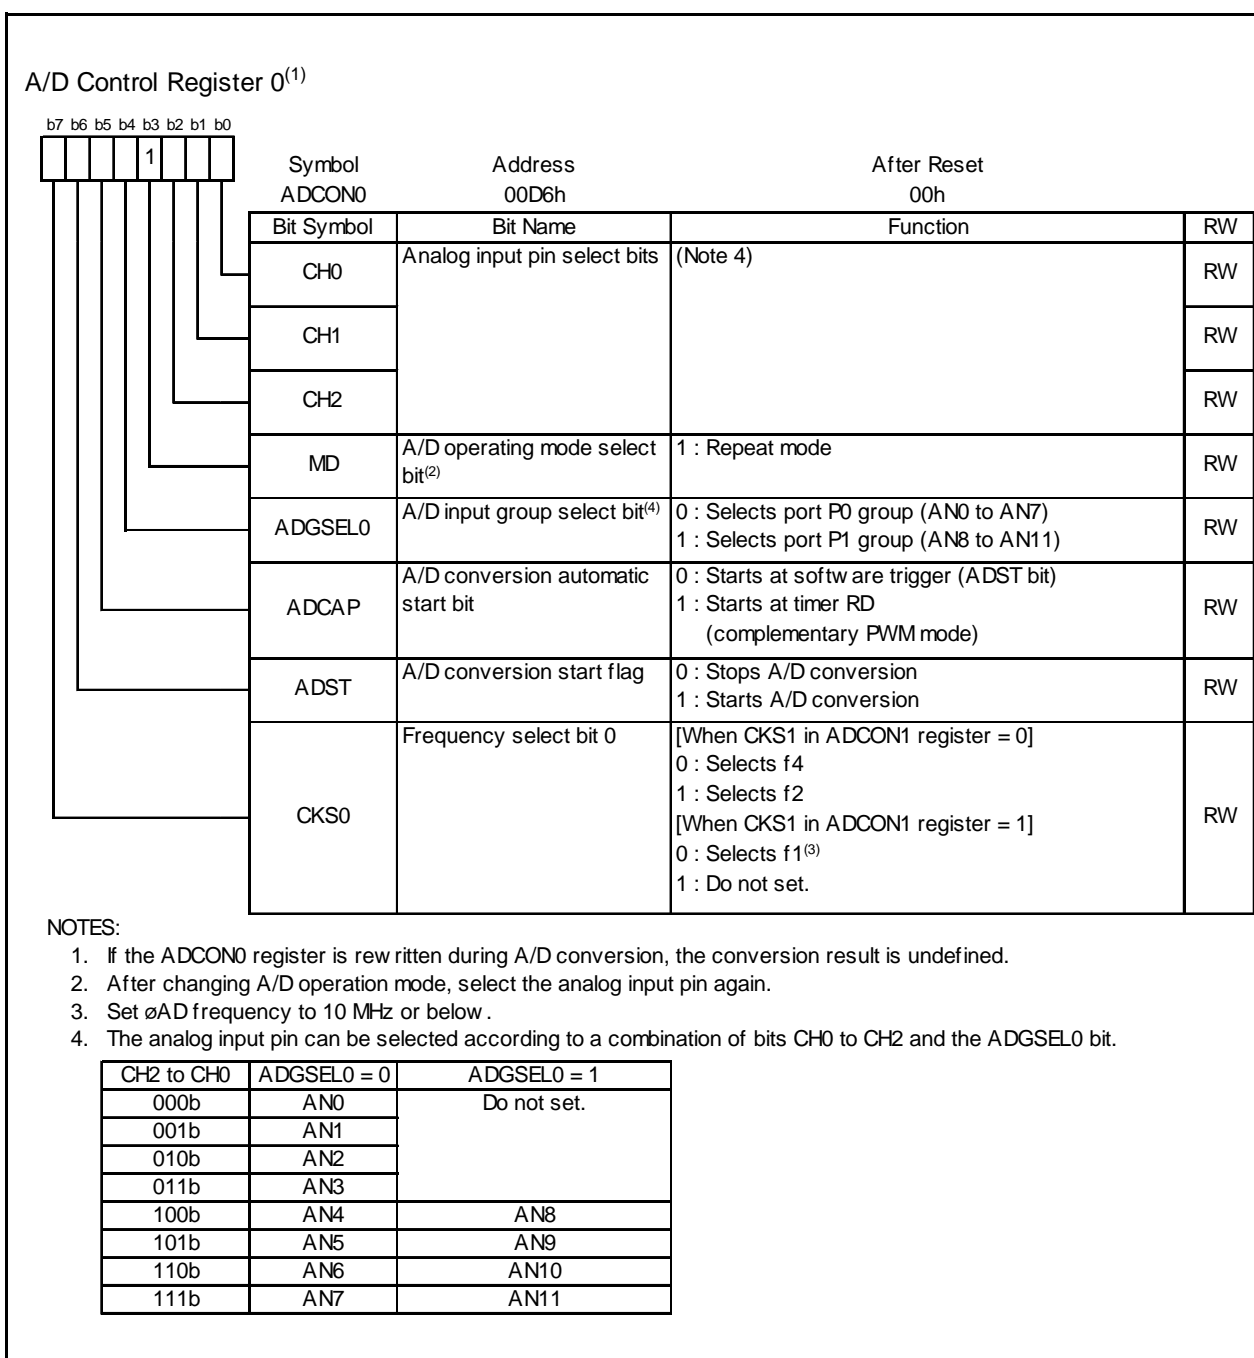 A/D Control Register 0(1)
b7 b6 b5 b4 b3 b2 b1 b0
1
Symbol Address After Reset
ADCON0 00D6h 00h
Bit Symbol Bit Name Function RW
CH0 Analog input pin select bits (Note 4) RW
CH1 RW
CH2 RW
MD A/D operating mode select bit(2) 1 : Repeat mode RW
ADGSEL0 A/D input group select bit(4) 0 : Selects port P0 group (AN0 to AN7)
1 : Selects port P1 group (AN8 to AN11) RW
ADCAP A/D conversion automatic start bit 0 : Starts at software trigger (ADST bit)
1 : Starts at timer RD
(complementary PWM mode) RW
ADST A/D conversion start flag 0 : Stops A/D conversion
1 : Starts A/D conversion RW
CKS0 Frequency select bit 0 [When CKS1 in ADCON1 register = 0]
0 : Selects f4
1 : Selects f2
[When CKS1 in ADCON1 register = 1]
0 : Selects f1(3)
1 : Do not set. RW
NOTES:
1. If the ADCON0 register is rewritten during A/D conversion, the conversion result is undefined.
2. After changing A/D operation mode, select the analog input pin again.
3. Set øAD frequency to 10 MHz or below.
4. The analog input pin can be selected according to a combination of bits CH0 to CH2 and the ADGSEL0 bit.
CH2 to CH0 ADGSEL0 = 0 ADGSEL0 = 1
000b AN0 Do not set.
001b AN1
010b AN2
011b AN3
100b AN4 AN8
101b AN5 AN9
110b AN6 AN10
111b AN7 AN11